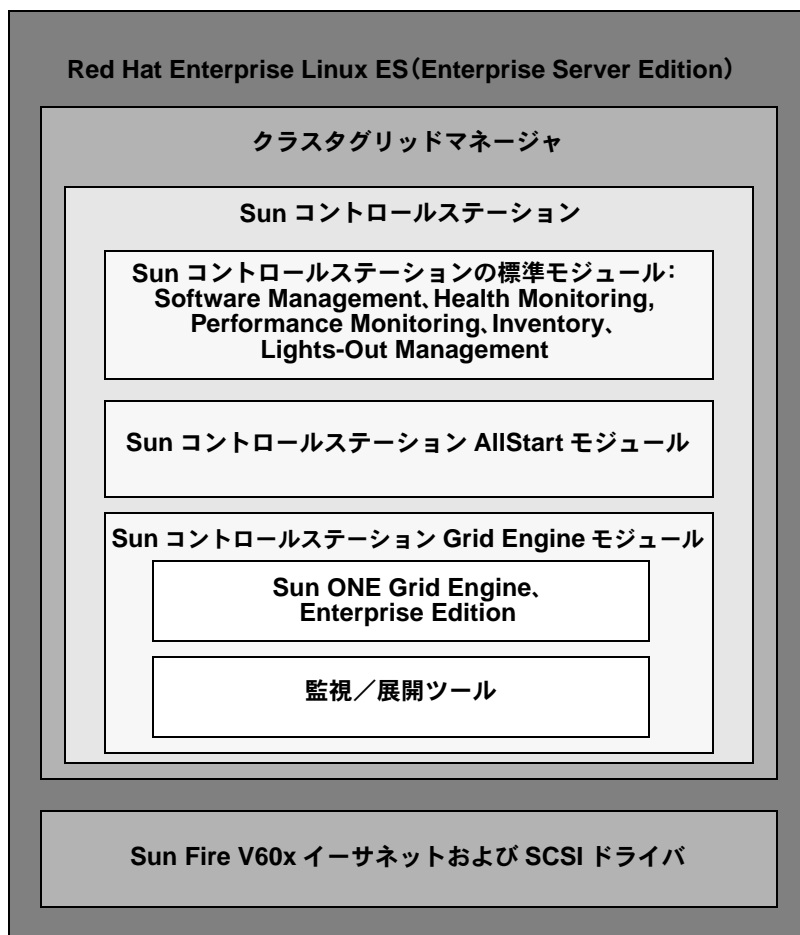 Red Hat Enterprise Linux ES（Enterprise Server Edition）
クラスタグリッドマネージャ
Sun コントロールステーション
Sun コントロールステーションの標準モジュール：
Software Management、Health Monitoring,
Performance Monitoring、Inventory、
Lights-Out Management
Sun コントロールステーション AllStart モジュール
Sun コントロールステーション Grid Engine モジュール
Sun ONE Grid Engine、
Enterprise Edition
監視／展開ツール
Sun Fire V60x イーサネットおよび SCSI ドライバ